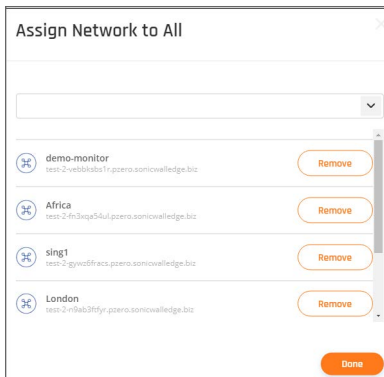 Assign Network to All
demo-monitor
Remove
test-2-vebbksbs1r.pzero.sonicwalledge.biz
Africa
Remove
test-2-fn3xqa54ul.pzero.sonicwalledge.biz
sing1
Remove
test-2-gywz6fracs.pzero.sonicwalledge.biz
London
Remove
test-2-n9ab3ftfyr.pzero.sonicwalledge.biz
Done